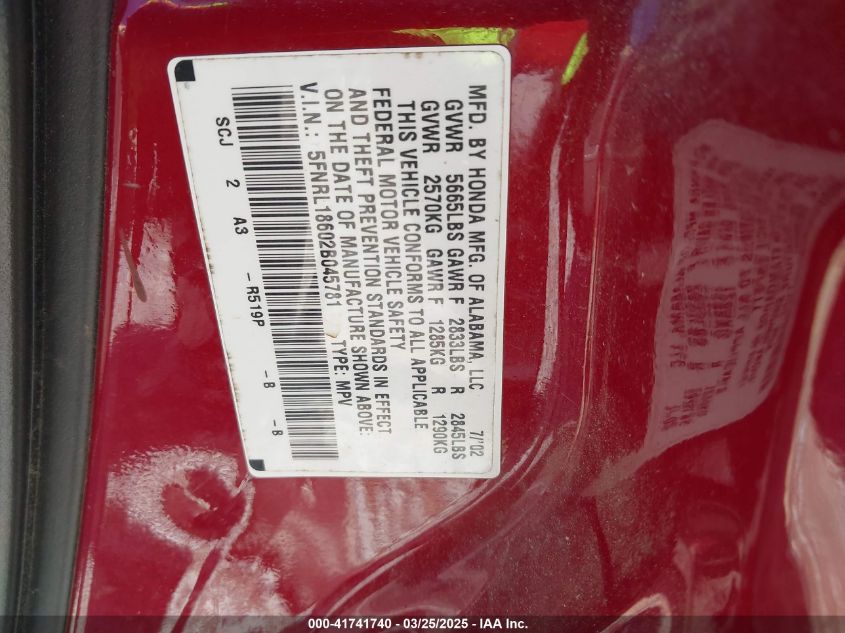 MFD. BY HONDA MFG. OF ALABAMA, LLC 7/'02
GVWR 5665LBS GAWR F 2833LBS R 2845LBS
GVWR 2570KG GAWR F 1285KG R 1290KG
THIS VEHICLE CONFORMS TO ALL APPLICABLE
FEDERAL MOTOR VEHICLE SAFETY
AND THEFT PREVENTION STANDARDS IN EFFECT
ON THE DATE OF MANUFACTURE SHOWN ABOVE:
V.I.N.: 5FNRL18602B045781 TYPE: MPV
SCJ 2 A3 -R519P -B -B
000-41741740 - 03/25/2025 - IAA Inc.